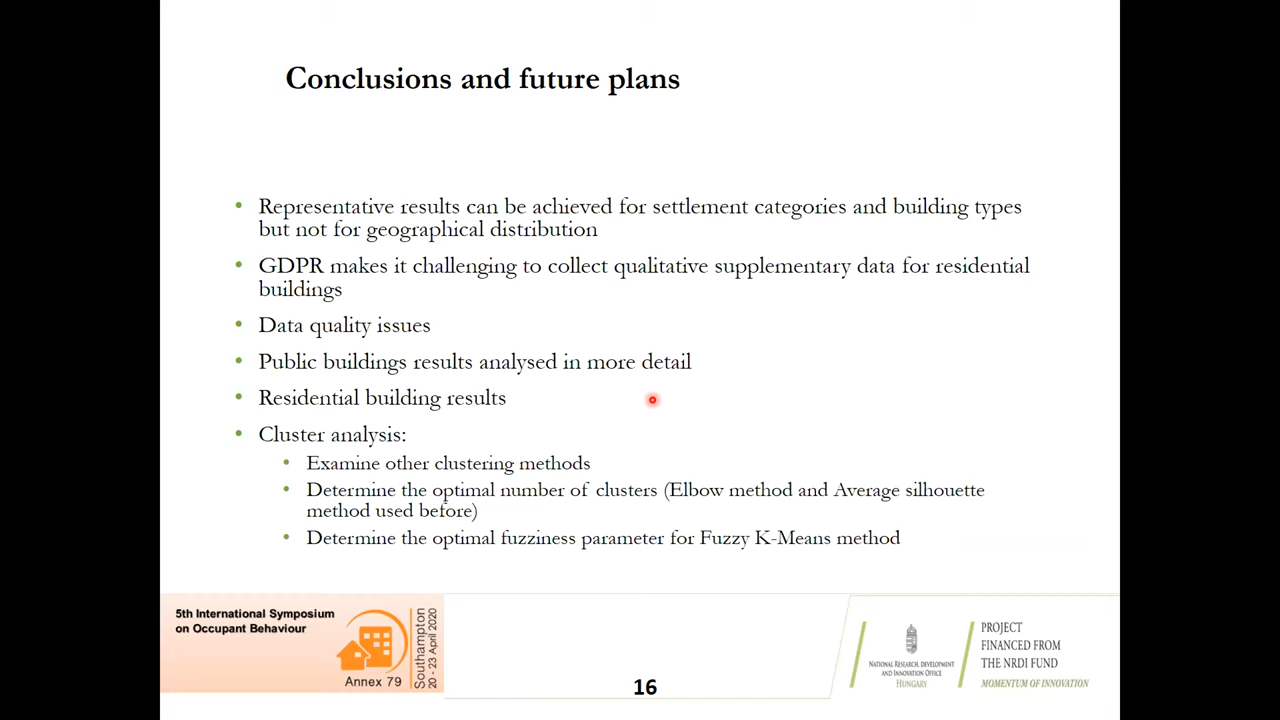 Conclusions and future plans
• Representative results can be achieved for settlement categories and building types
but not for geographical distribution
• GDPR makes it challenging to collect qualitative supplementary data for residential
buildings
• Data quality issues
• Public buildings results analysed in more detail
• Residential building results
• Cluster analysis:
• Examine other clustering methods
• Determine the optimal number of clusters (Elbow method and Average silhouette
method used before)
• Determine the optimal fuzziness parameter for Fuzzy K-Means method
5th International Symposium
on Occupant Behaviour
Annex 79
Southampton
20 - 23 April 2020
16
NATIONAL RESEARCH, DEVELOPMENT
AND INNOVATION OFFICE
HUNGARY
PROJECT
FINANCED FROM
THE NRDI FUND
MOMENTUM OF INNOVATION